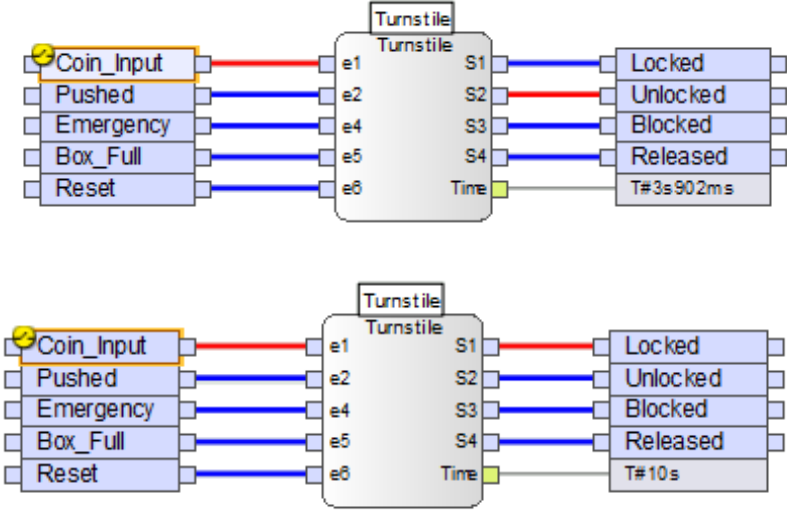 Turnstile
Turnstile
Coin_Input e1 S1 Locked
Pushed e2 S2 Unlocked
Emergency e4 S3 Blocked
Box_Full e5 S4 Released
Reset e6 Time T#3s902ms
Turnstile
Turnstile
Coin_Input e1 S1 Locked
Pushed e2 S2 Unlocked
Emergency e4 S3 Blocked
Box_Full e5 S4 Released
Reset e6 Time T#10s